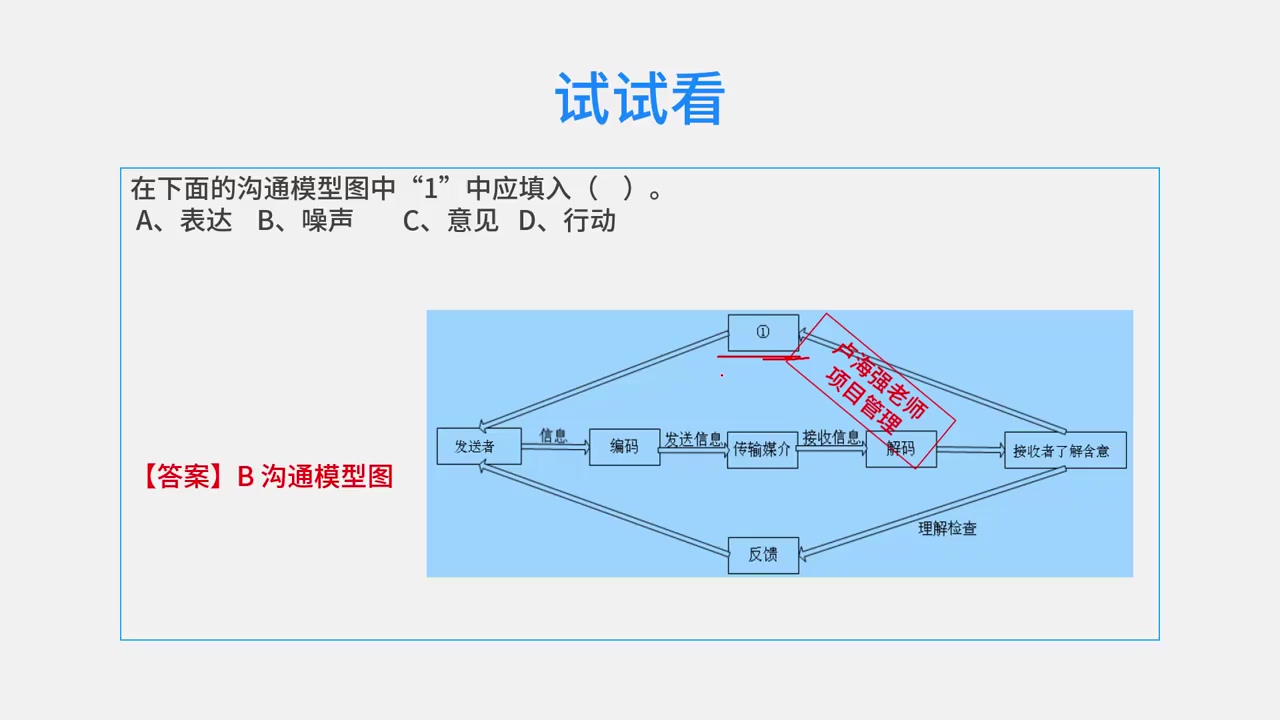 试试看
在下面的沟通模型图中“1”中应填入（ ）。
A、表达 B、噪声 C、意见 D、行动
①
卢海强老师
项目管理
发送者
信息
编码
发送信息
传输媒介
接收信息
解码
接收者了解含意
【答案】B 沟通模型图
理解检查
反馈